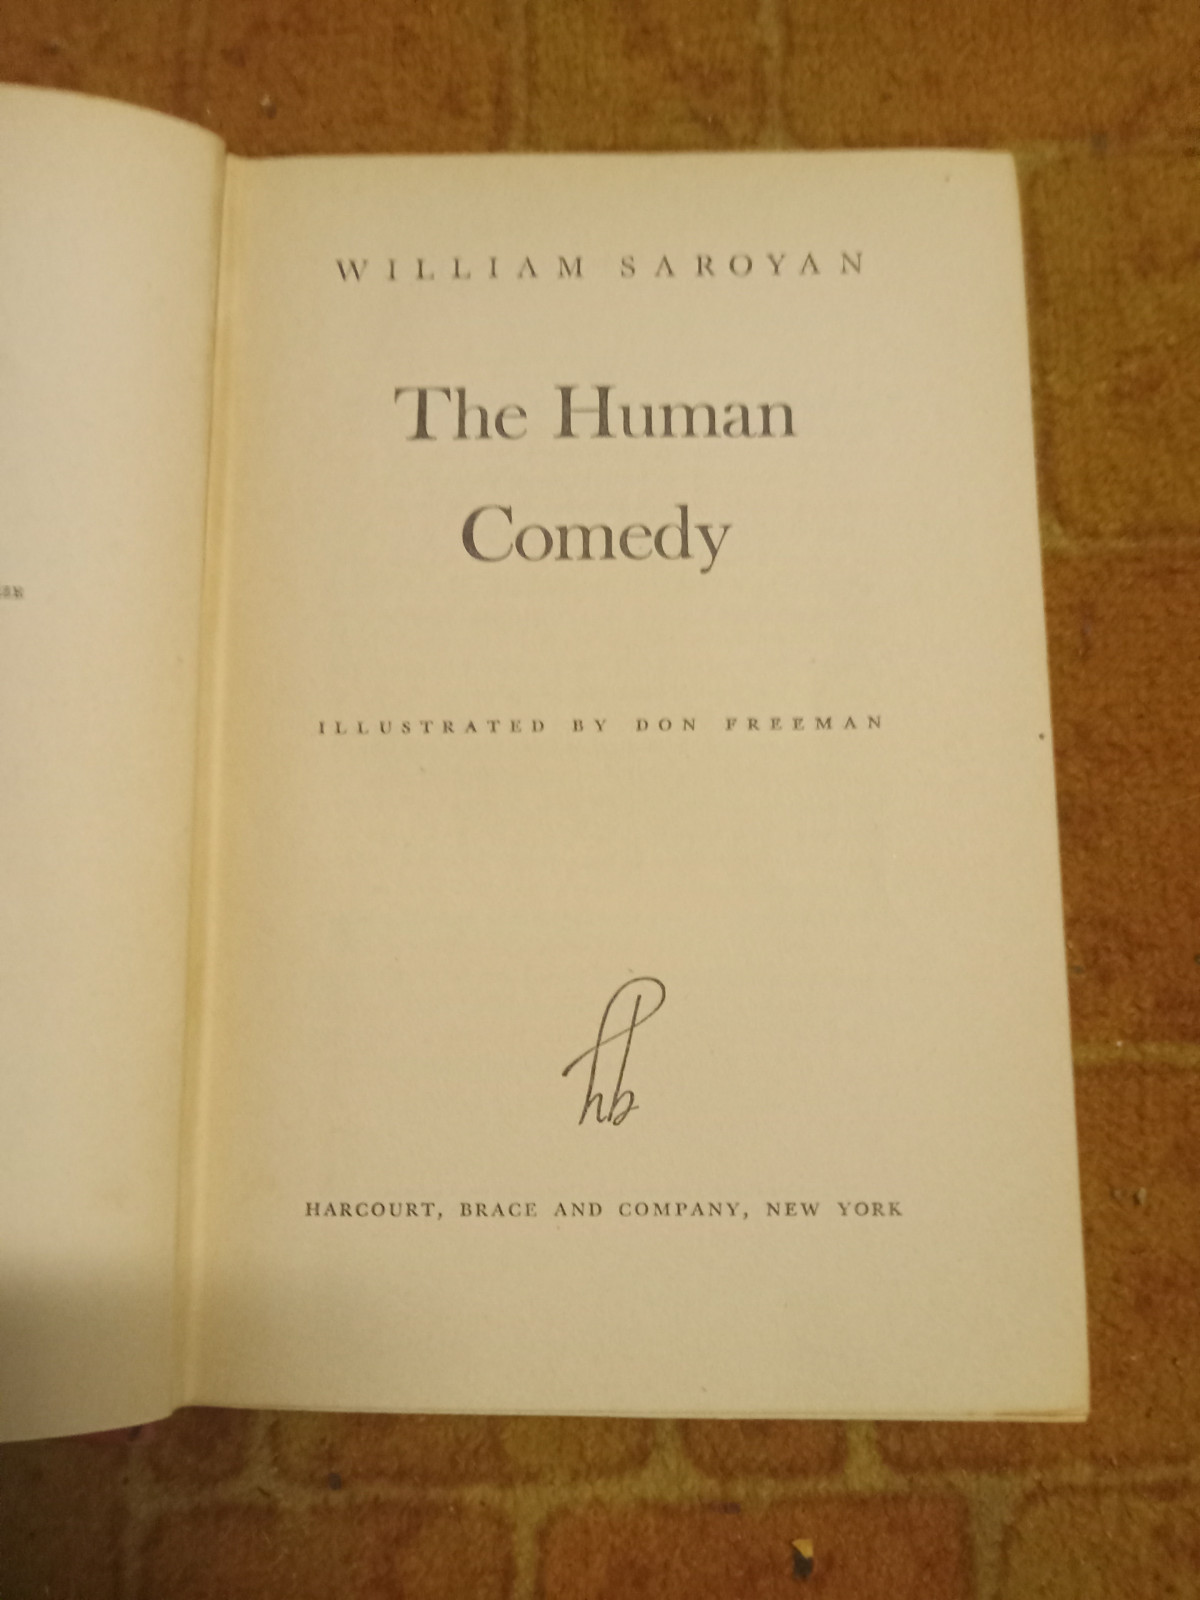 WILLIAM SAROYAN
The Human
Comedy
ILLUSTRATED BY DON FREEMAN
hb
HARCOURT, BRACE AND COMPANY, NEW YORK